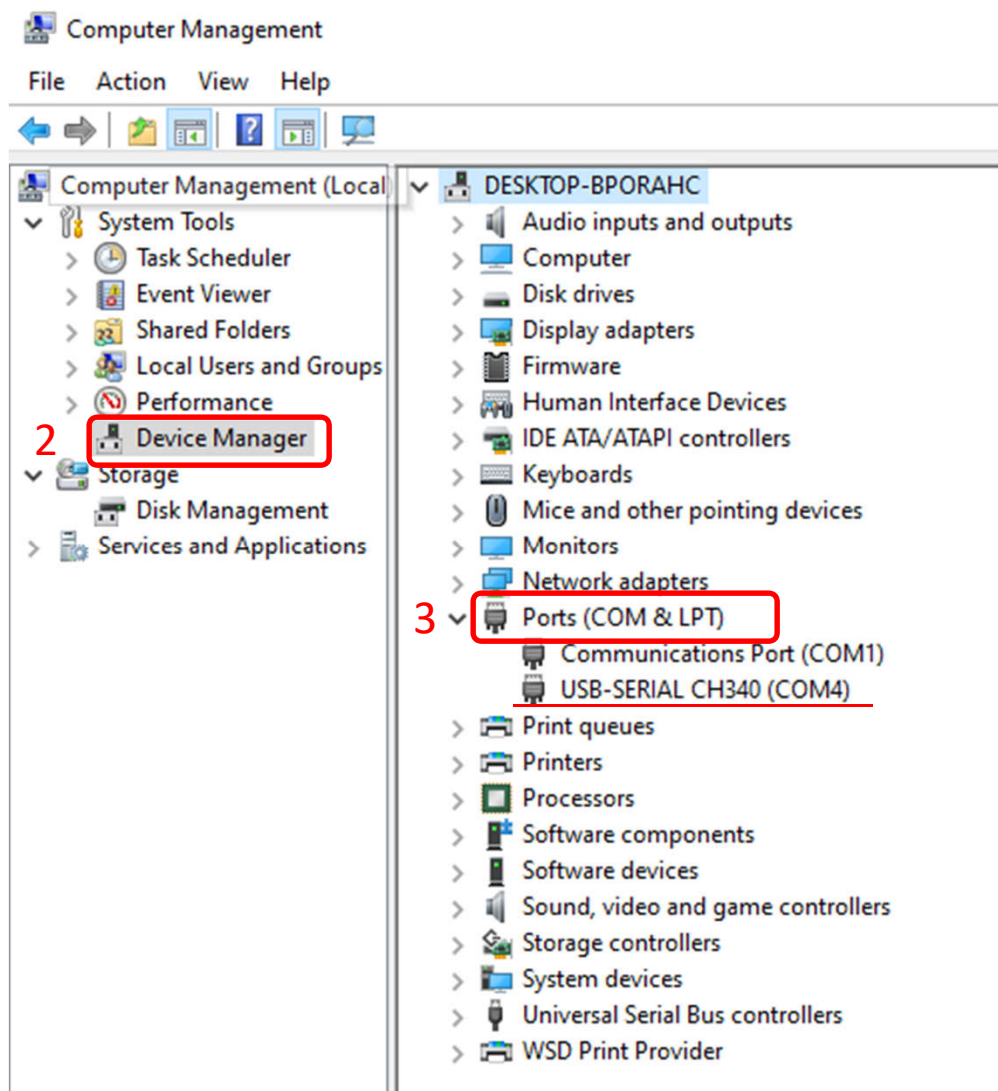 Computer Management
File Action View Help
Computer Management (Local)
System Tools
Task Scheduler
Event Viewer
Shared Folders
Local Users and Groups
Performance
2
Device Manager
Storage
Disk Management
Services and Applications
DESKTOP-BPORAHC
Audio inputs and outputs
Computer
Disk drives
Display adapters
Firmware
Human Interface Devices
IDE ATA/ATAPI controllers
Keyboards
Mice and other pointing devices
Monitors
Network adapters
3
Ports (COM & LPT)
Communications Port (COM1)
USB-SERIAL CH340 (COM4)
Print queues
Printers
Processors
Software components
Software devices
Sound, video and game controllers
Storage controllers
System devices
Universal Serial Bus controllers
WSD Print Provider